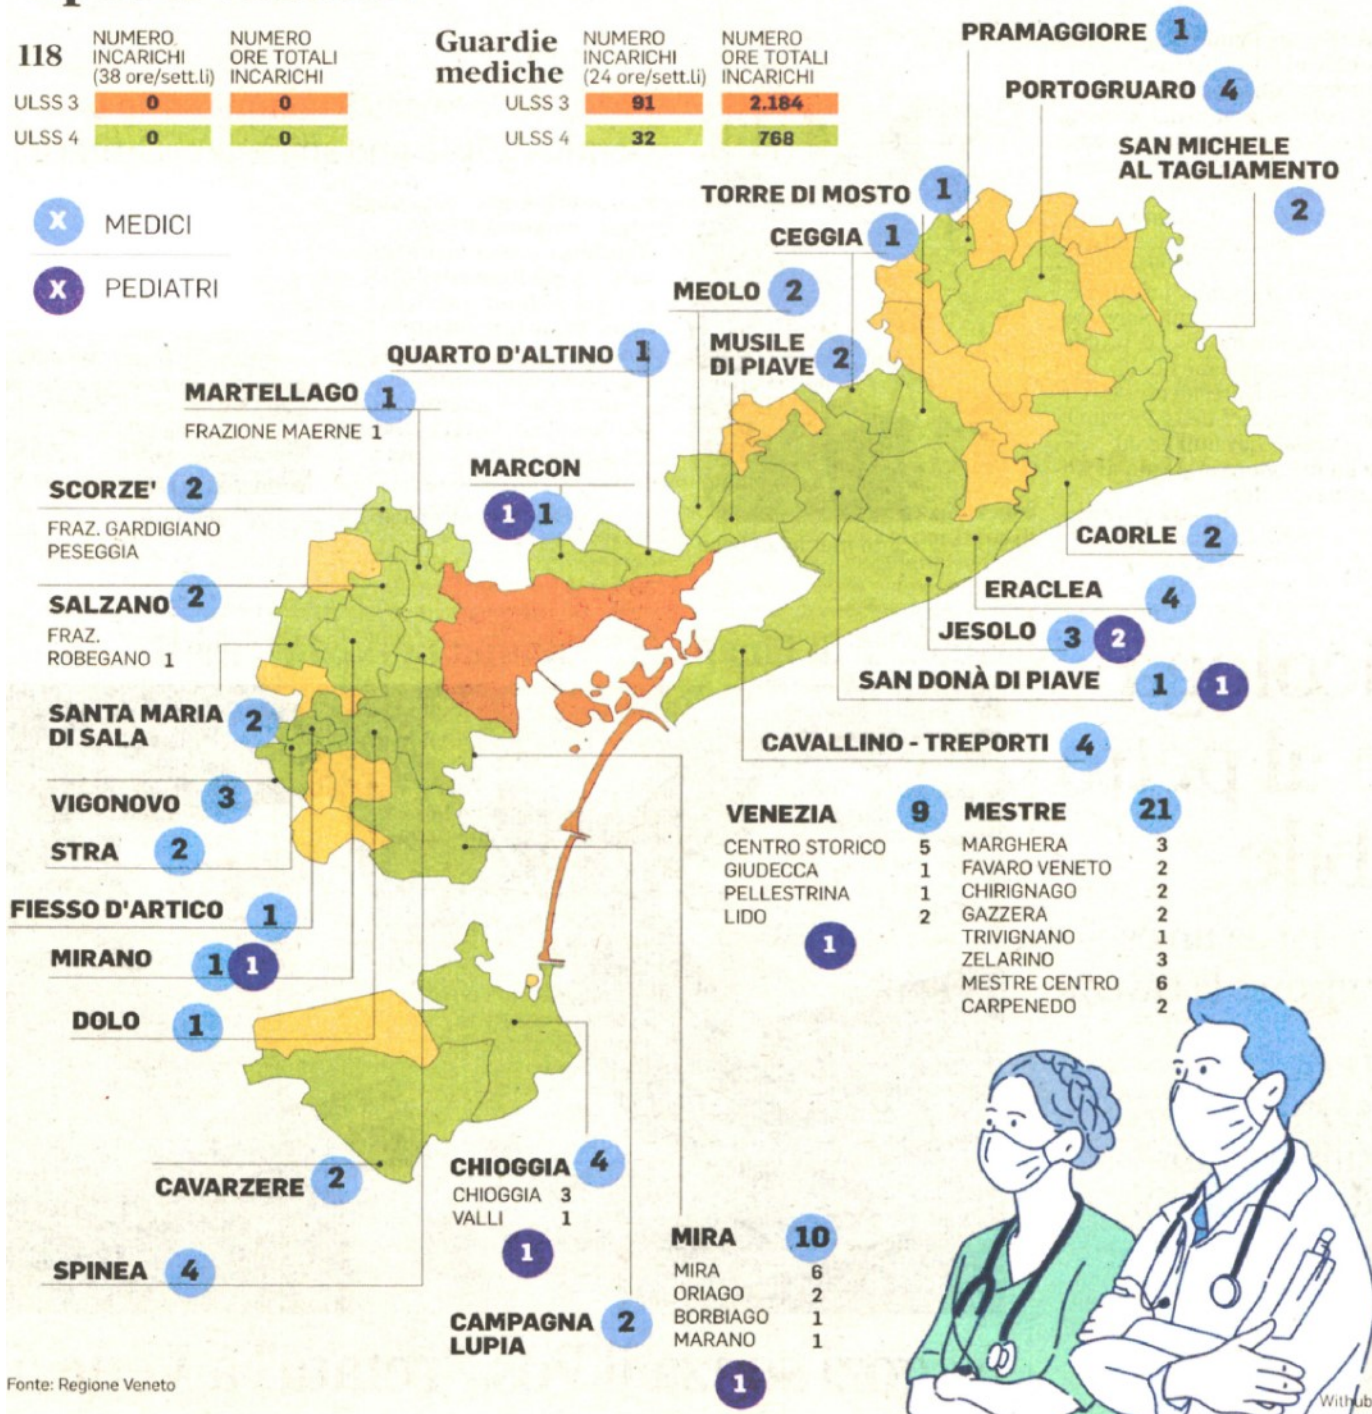 118
NUMERO
INCARICHI
(38 ore/sett.li)
NUMERO
ORE TOTALI
INCARICHI
ULSS 3 0 0
ULSS 4 0 0
Guardie
mediche
NUMERO
INCARICHI
(24 ore/sett.li)
NUMERO
ORE TOTALI
INCARICHI
ULSS 3 91 2.184
ULSS 4 32 768
X MEDICI
X PEDIATRI
PRAMAGGIORE 1
PORTOGRUARO 4
SAN MICHELE
AL TAGLIAMENTO
2
TORRE DI MOSTO 1
CEGGIA 1
MEOLO 2
MUSILE
DI PIAVE 2
QUARTO D'ALTINO 1
MARTELLAGO 1
FRAZIONE MAERNE 1
MARCON
1 1
SCORZE' 2
FRAZ. GARDIGIANO
PESEGGIA
SALZANO 2
FRAZ.
ROBEGANO 1
SANTA MARIA
DI SALA 2
VIGONOVO 3
STRA 2
FIESSO D'ARTICO 1
MIRANO 1 1
DOLO 1
CAORLE 2
ERACLEA 4
JESOLO 3 2
SAN DONÀ DI PIAVE 1 1
CAVALLINO - TREPORTI 4
VENEZIA 9
CENTRO STORICO 5
GIUDECCA 1
PELLESTRINA 1
LIDO 2
1
MESTRE 21
MARGHERA 3
FAVARO VENETO 2
CHIRIGNAGO 2
GAZZERA 2
TRIVIGNANO 1
ZELARINO 3
MESTRE CENTRO 6
CARPENEDO 2
CAVARZERE 2
SPINEA 4
CHIOGGIA 4
CHIOGGIA 3
VALLI 1
1
CAMPAGNA
LUPIA 2
MIRA 10
MIRA 6
ORIAGO 2
BORBIAGO 1
MARANO 1
1
Fonte: Regione Veneto
Withub